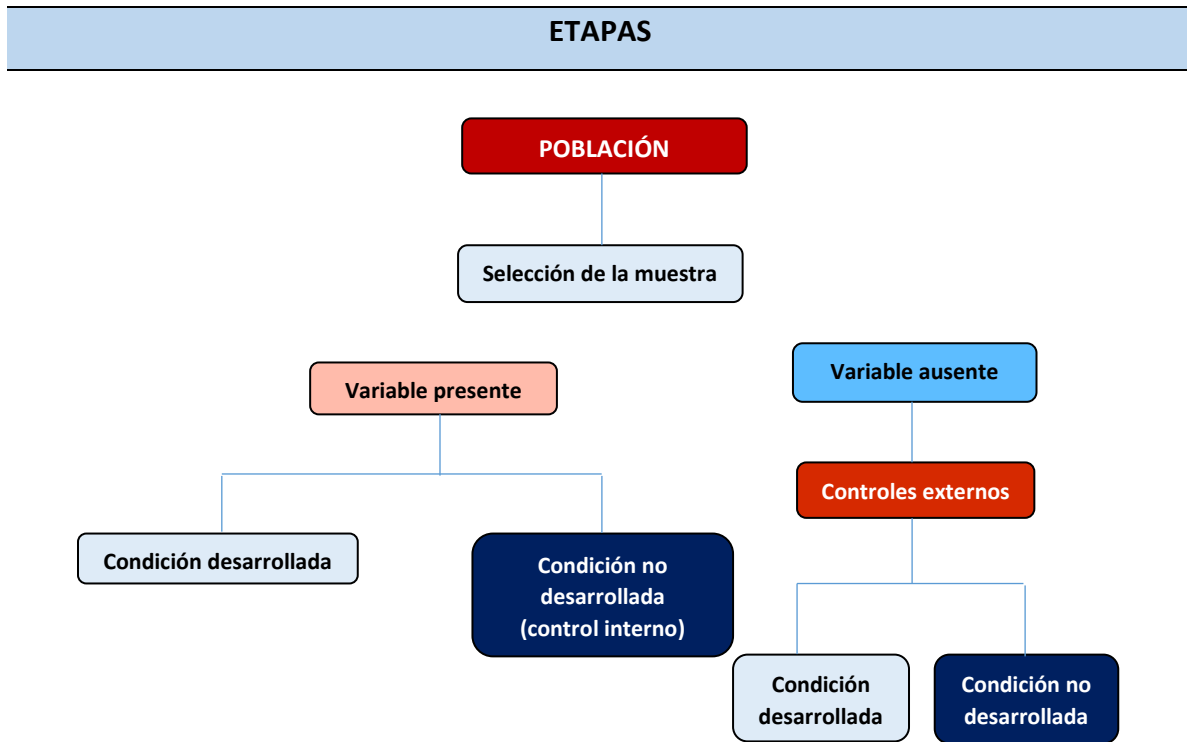 ETAPAS
POBLACIÓN
Selección de la muestra
Variable presente
Variable ausente
Controles externos
Condición desarrollada
Condición no
desarrollada
(control interno)
Condición
desarrollada
Condición no
desarrollada